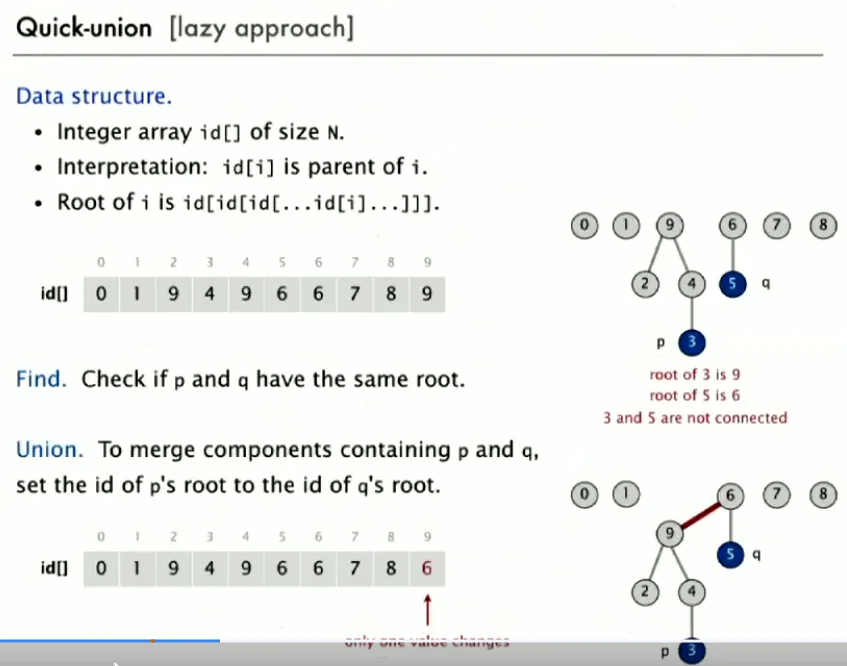 Quick-union [lazy approach]
Data structure.
• Integer array id[] of size N.
• Interpretation: id[i] is parent of i.
• Root of i is id[id[id[...id[i]...]]].
0 1 2 3 4 5 6 7 8 9
id[] 0 1 9 4 9 6 6 7 8 9
0 1 9 6 7 8
2 4 5 q
p 3
root of 3 is 9
root of 5 is 6
3 and 5 are not connected
Find. Check if p and q have the same root.
Union. To merge components containing p and q,
set the id of p's root to the id of q's root.
0 1 2 3 4 5 6 7 8 9
id[] 0 1 9 4 9 6 6 7 8 6
only one value changes
0 1 6 7 8
9 5 q
2 4
p 3